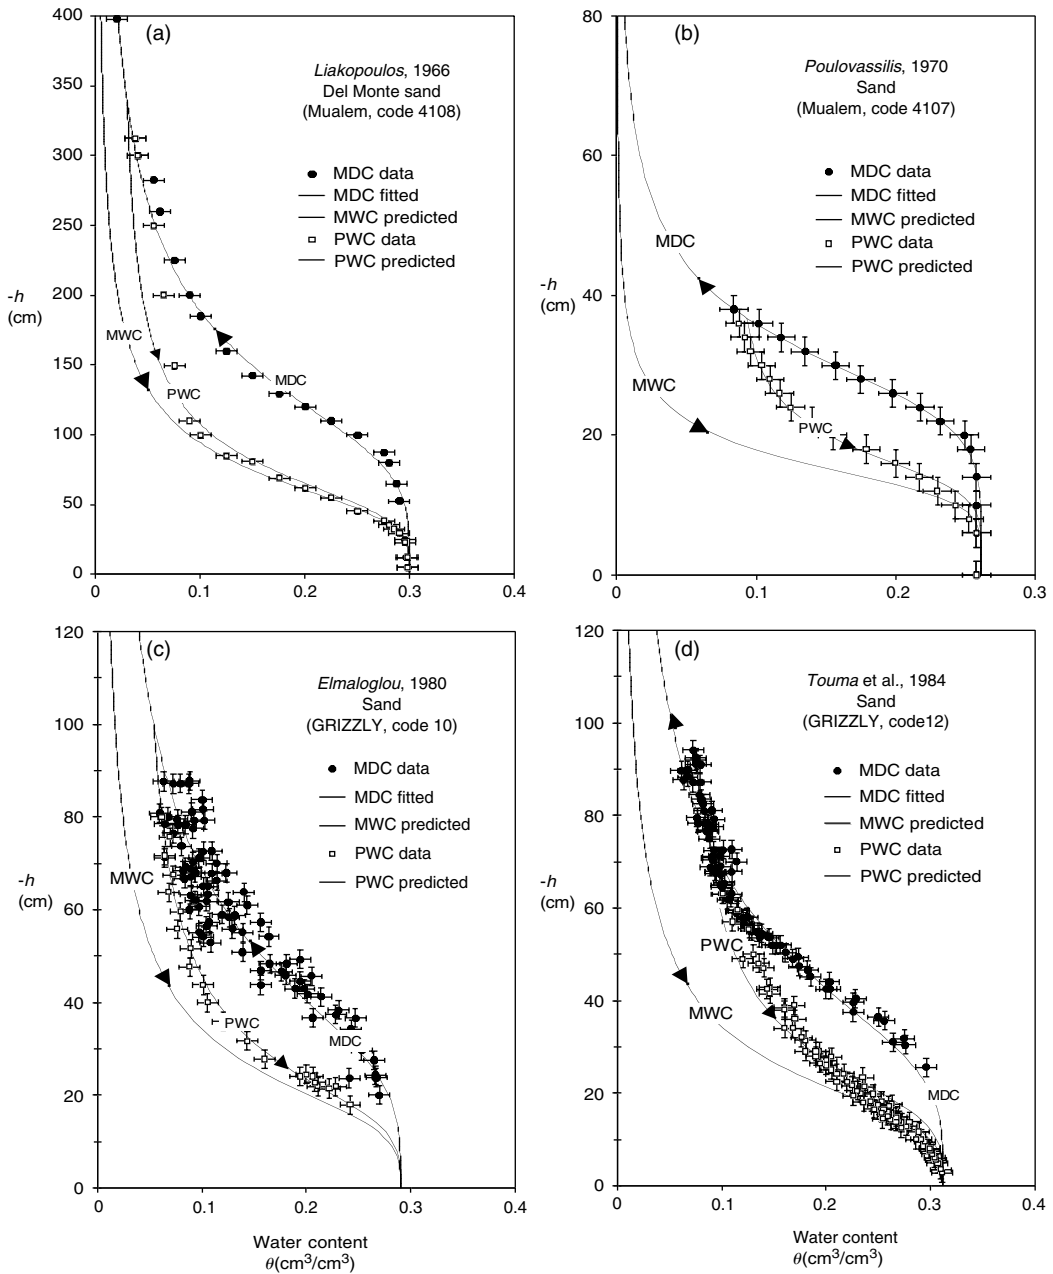 (a)
Liakopoulos, 1966
Del Monte sand
(Mualem, code 4108)
MDC data
MDC fitted
MWC predicted
PWC data
PWC predicted
MWC
PWC
MDC
400
350
300
250
200
150
100
50
0
-h
(cm)
0
0.1
0.2
0.3
0.4
(b)
Poulovassilis, 1970
Sand
(Mualem, code 4107)
MDC data
MDC fitted
MWC predicted
PWC data
PWC predicted
MDC
MWC
PWC
80
60
40
20
0
-h
(cm)
0
0.1
0.2
0.3
(c)
Elmaloglou, 1980
Sand
(GRIZZLY, code 10)
MDC data
MDC fitted
MWC predicted
PWC data
PWC predicted
MWC
PWC
MDC
120
100
80
60
40
20
0
-h
(cm)
0
0.1
0.2
0.3
0.4
Water content
θ(cm³/cm³)
(d)
Touma et al., 1984
Sand
(GRIZZLY, code12)
MDC data
MDC fitted
MWC predicted
PWC data
PWC predicted
PWC
MWC
MDC
120
100
80
60
40
20
0
-h
(cm)
0
0.1
0.2
0.3
0.4
Water content
θ(cm³/cm³)